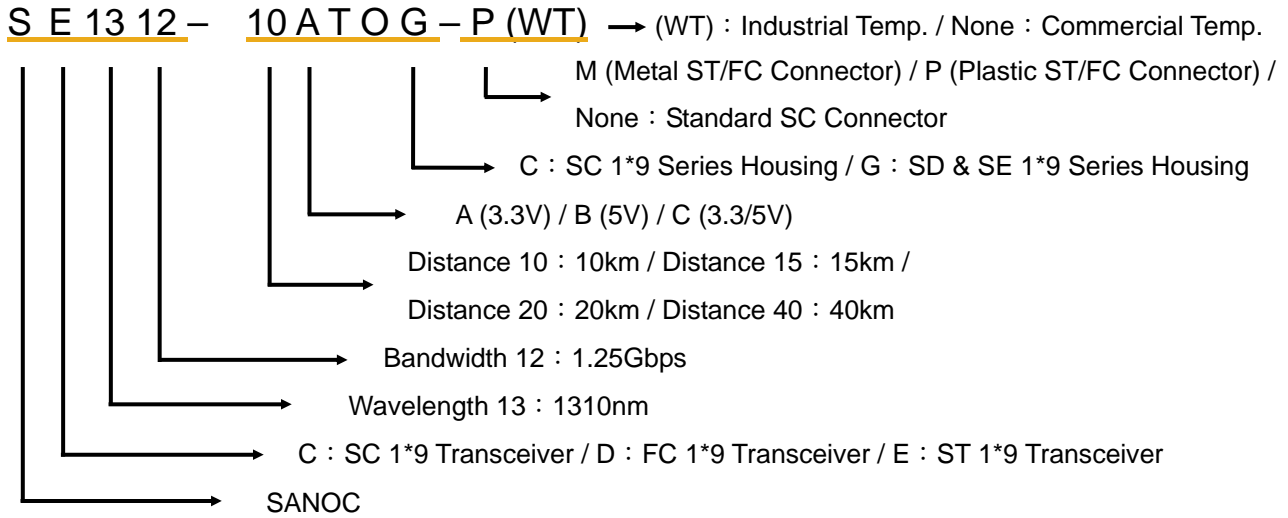 S E 13 12 – 10 A T O G – P (WT) (WT)：Industrial Temp. / None：Commercial Temp.
M (Metal ST/FC Connector) / P (Plastic ST/FC Connector) /
None：Standard SC Connector
C：SC 1*9 Series Housing / G：SD & SE 1*9 Series Housing
A (3.3V) / B (5V) / C (3.3/5V)
Distance 10：10km / Distance 15：15km /
Distance 20：20km / Distance 40：40km
Bandwidth 12：1.25Gbps
Wavelength 13：1310nm
C：SC 1*9 Transceiver / D：FC 1*9 Transceiver / E：ST 1*9 Transceiver
SANOC